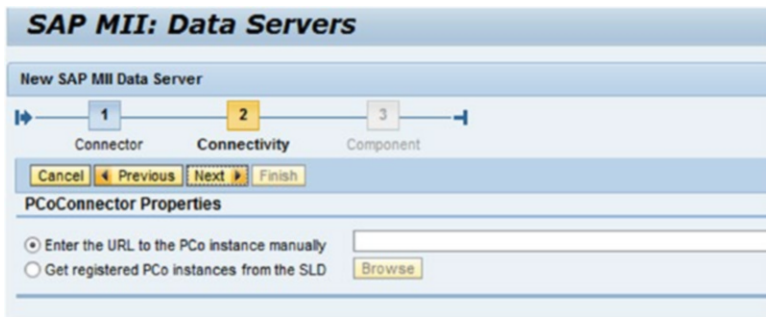 SAP MII: Data Servers
New SAP MII Data Server
1 2 3
Connector Connectivity Component
Cancel Previous Next Finish
PCoConnector Properties
Enter the URL to the PCo instance manually
Get registered PCo instances from the SLD Browse